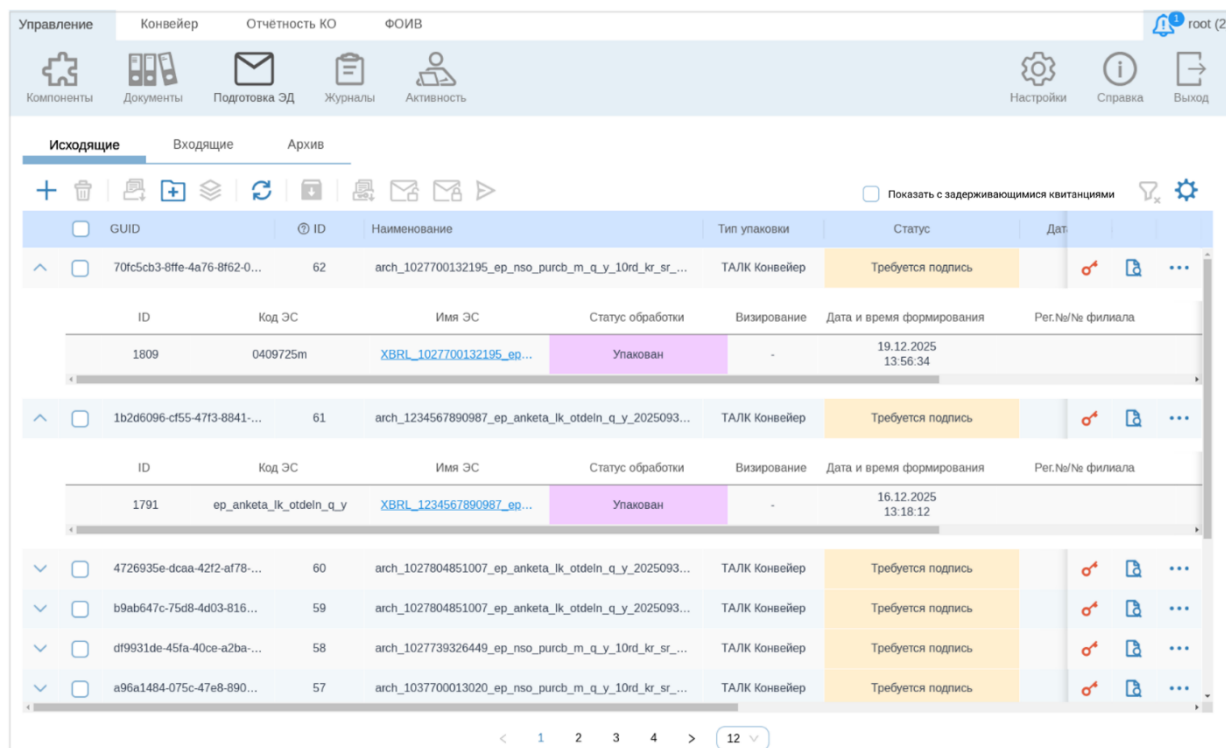 Управление Конвейер Отчётность КО ФОИВ 1 root (2
Компоненты Документы Подготовка ЭД Журналы Активность Настройки Справка Выход
Исходящие Входящие Архив
Показать с задерживающимися квитанциями
GUID ID Наименование Тип упаковки Статус Дат
70fc5cb3-8ffe-4a76-8f62-0... 62 arch_1027700132195_ep_nso_purcb_m_q_y_10rd_kr_sr_... ТАЛК Конвейер Требуется подпись
ID Код ЭС Имя ЭС Статус обработки Визирование Дата и время формирования Рег.№/№ филиала
1809 0409725m XBRL_1027700132195_ep... Упакован - 19.12.2025
13:56:34
1b2d6096-cf55-47f3-8841-... 61 arch_1234567890987_ep_anketa_lk_otdeln_q_y_2025093... ТАЛК Конвейер Требуется подпись
ID Код ЭС Имя ЭС Статус обработки Визирование Дата и время формирования Рег.№/№ филиала
1791 ep_anketa_lk_otdeln_q_y XBRL_1234567890987_ep... Упакован - 16.12.2025
13:18:12
4726935e-dcaa-42f2-af78-... 60 arch_1027804851007_ep_anketa_lk_otdeln_q_y_2025093... ТАЛК Конвейер Требуется подпись
b9ab647c-75d8-4d03-816... 59 arch_1027804851007_ep_anketa_lk_otdeln_q_y_2025093... ТАЛК Конвейер Требуется подпись
df9931de-45fa-40ce-a2ba-... 58 arch_1027739326449_ep_nso_purcb_m_q_y_10rd_kr_sr_... ТАЛК Конвейер Требуется подпись
a96a1484-075c-47e8-890... 57 arch_1037700013020_ep_nso_purcb_m_q_y_10rd_kr_sr_... ТАЛК Конвейер Требуется подпись
< 1 2 3 4 > 12